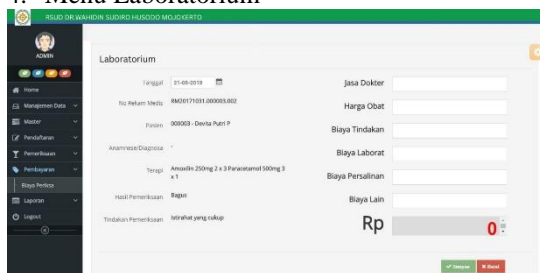 4. Menu Laboratorium
RSUD DR.WAHIDIN SUDIRO HUSODO MOJOKERTO
ADMIN
Home
Manajemen Data
Master
Pendaftaran
Pemeriksaan
Pembayaran
Biaya Periksa
Laporan
Logout
Laboratorium
Tanggal 21-05-2018
No Rekam Medis RM20171031.000003.002
Pasien 000003 - Devita Putri P
Anamnese/Diagnosa -
Terapi Amoxilin 250mg 2 x 3 Paracetamol 500mg 3
x 1
Hasil Pemeriksaan Bagus
Tindakan Pemeriksaan Istirahat yang cukup
Jasa Dokter
Harga Obat
Biaya Tindakan
Biaya Laborat
Biaya Persalinan
Biaya Lain
Rp 0
Simpan Batal